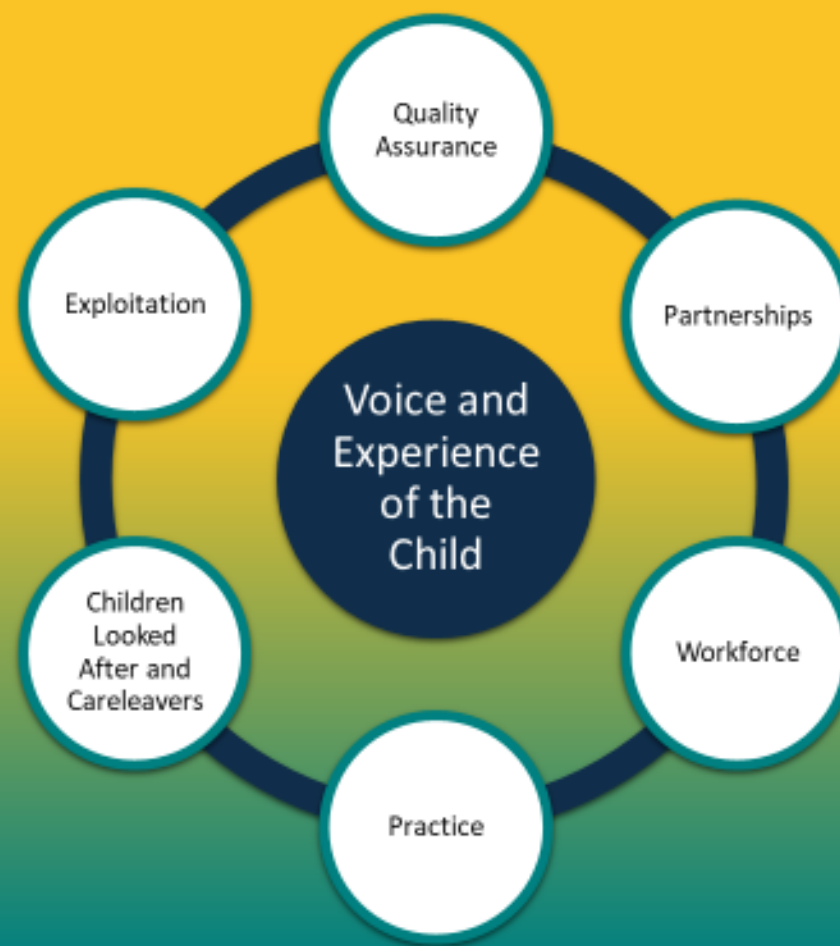 Quality
Assurance
Partnerships
Exploitation
Voice and
Experience
of the
Child
Children
Looked
After and
Careleavers
Workforce
Practice